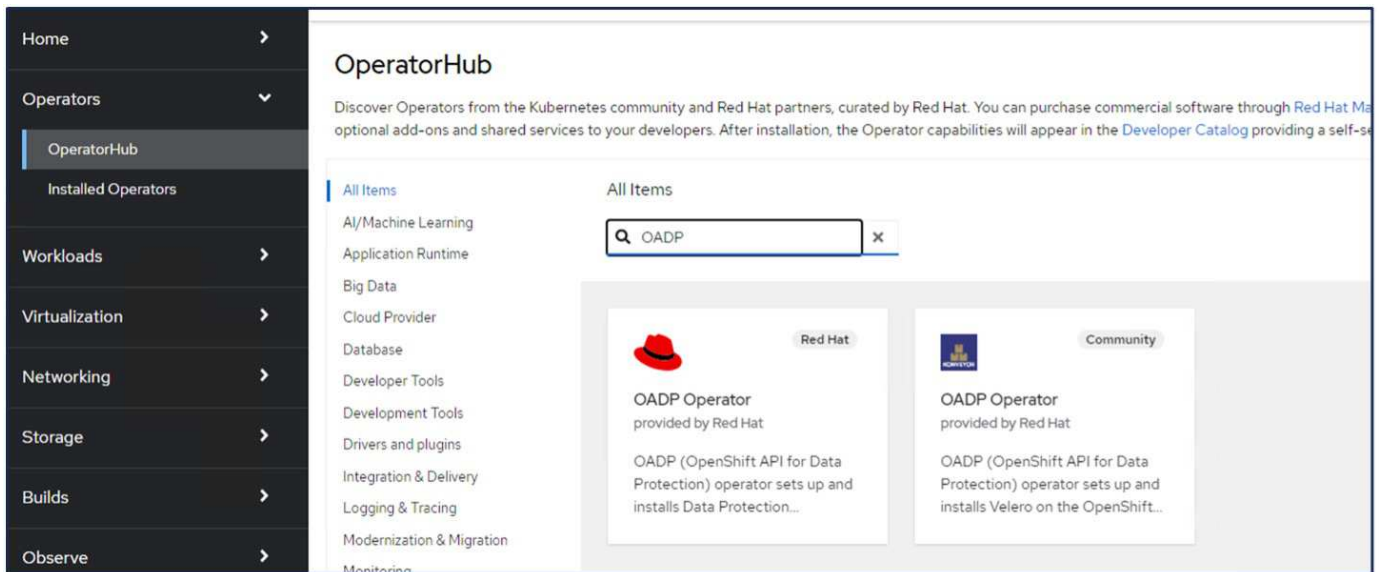 Home
Operators
OperatorHub
Installed Operators
Workloads
Virtualization
Networking
Storage
Builds
Observe
OperatorHub
Discover Operators from the Kubernetes community and Red Hat partners, curated by Red Hat. You can purchase commercial software through Red Hat Ma
optional add-ons and shared services to your developers. After installation, the Operator capabilities will appear in the Developer Catalog providing a self-se
All Items
AI/Machine Learning
Application Runtime
Big Data
Cloud Provider
Database
Developer Tools
Development Tools
Drivers and plugins
Integration & Delivery
Logging & Tracing
Modernization & Migration
Monitoring
All Items
OADP
Red Hat
OADP Operator
provided by Red Hat
OADP (OpenShift API for Data
Protection) operator sets up and
installs Data Protection...
KONVEYOR
Community
OADP Operator
provided by Red Hat
OADP (OpenShift API for Data
Protection) operator sets up and
installs Velero on the OpenShift...